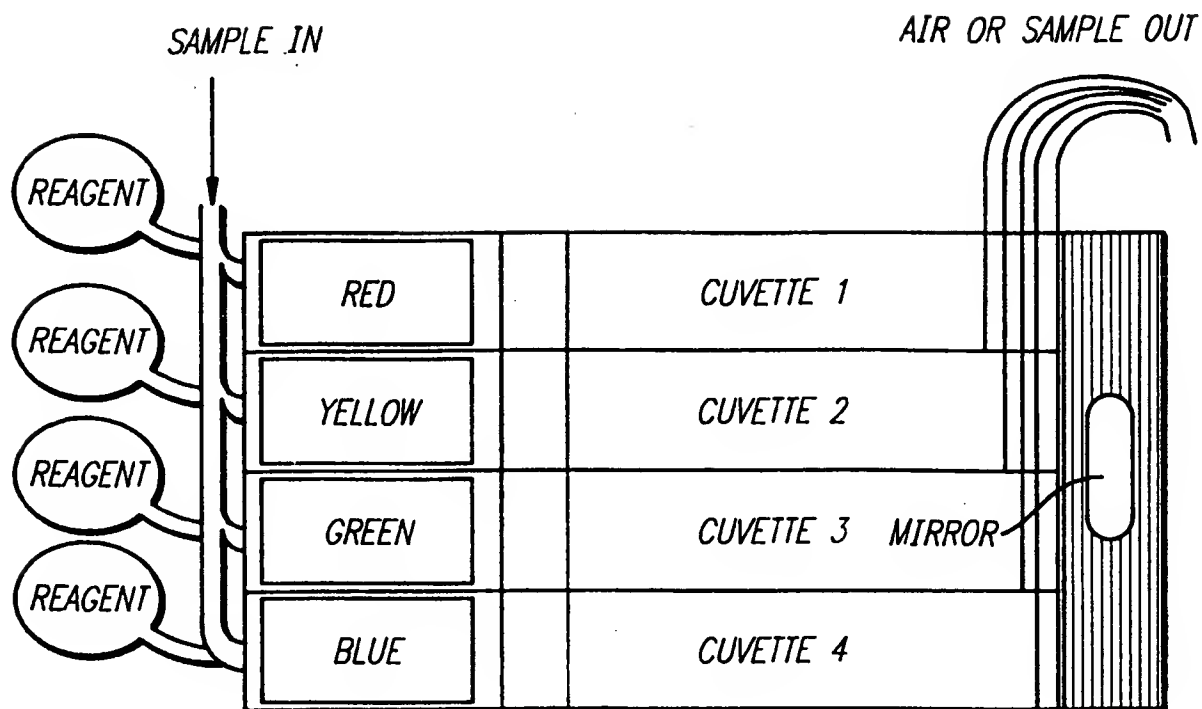 SAMPLE IN
AIR OR SAMPLE OUT
REAGENT
RED
CUVETTE 1
REAGENT
YELLOW
CUVETTE 2
REAGENT
GREEN
CUVETTE 3
MIRROR
REAGENT
BLUE
CUVETTE 4